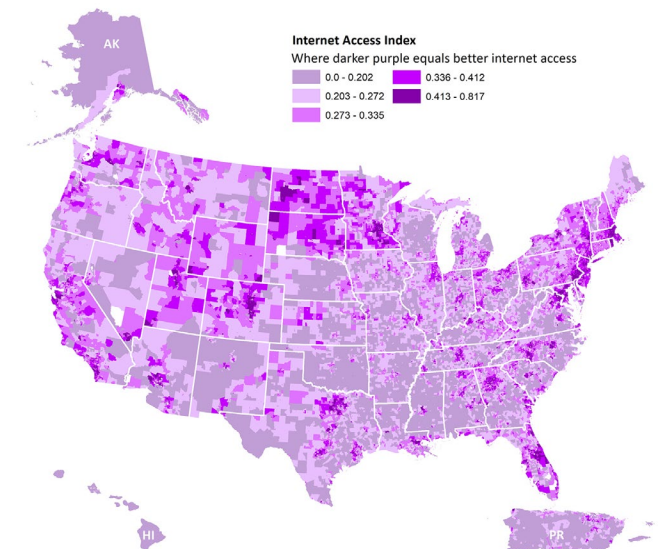 AK
Internet Access Index
Where darker purple equals better internet access
0.0 - 0.202
0.336 - 0.412
0.203 - 0.272
0.413 - 0.817
0.273 - 0.335
HI
PR